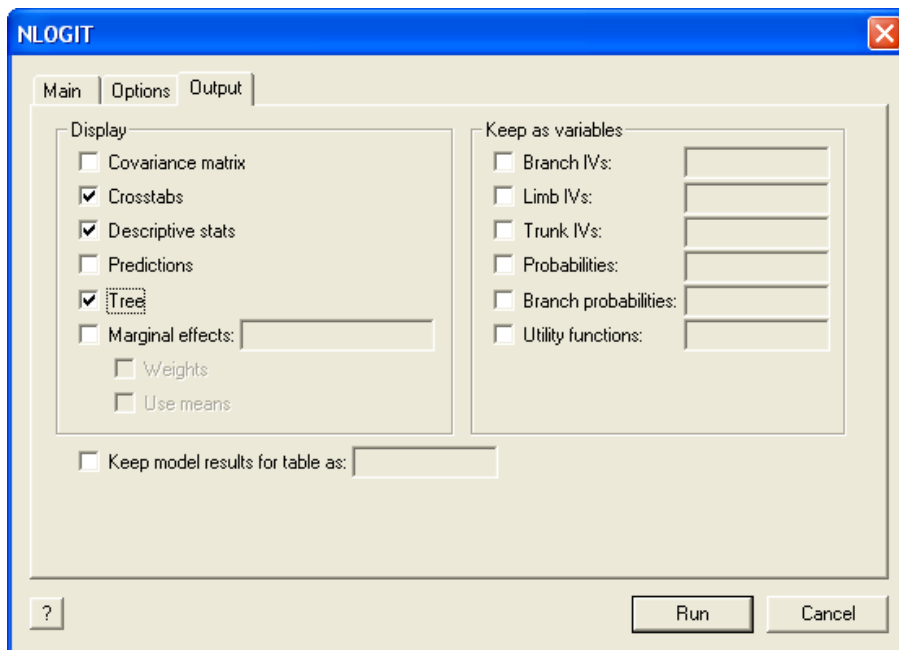 NLOGIT
Main Options Output
Display
Covariance matrix
Crosstabs
Descriptive stats
Predictions
Tree
Marginal effects:
Weights
Use means
Keep as variables
Branch IVs:
Limb IVs:
Trunk IVs:
Probabilities:
Branch probabilities:
Utility functions:
Keep model results for table as:
?
Run
Cancel